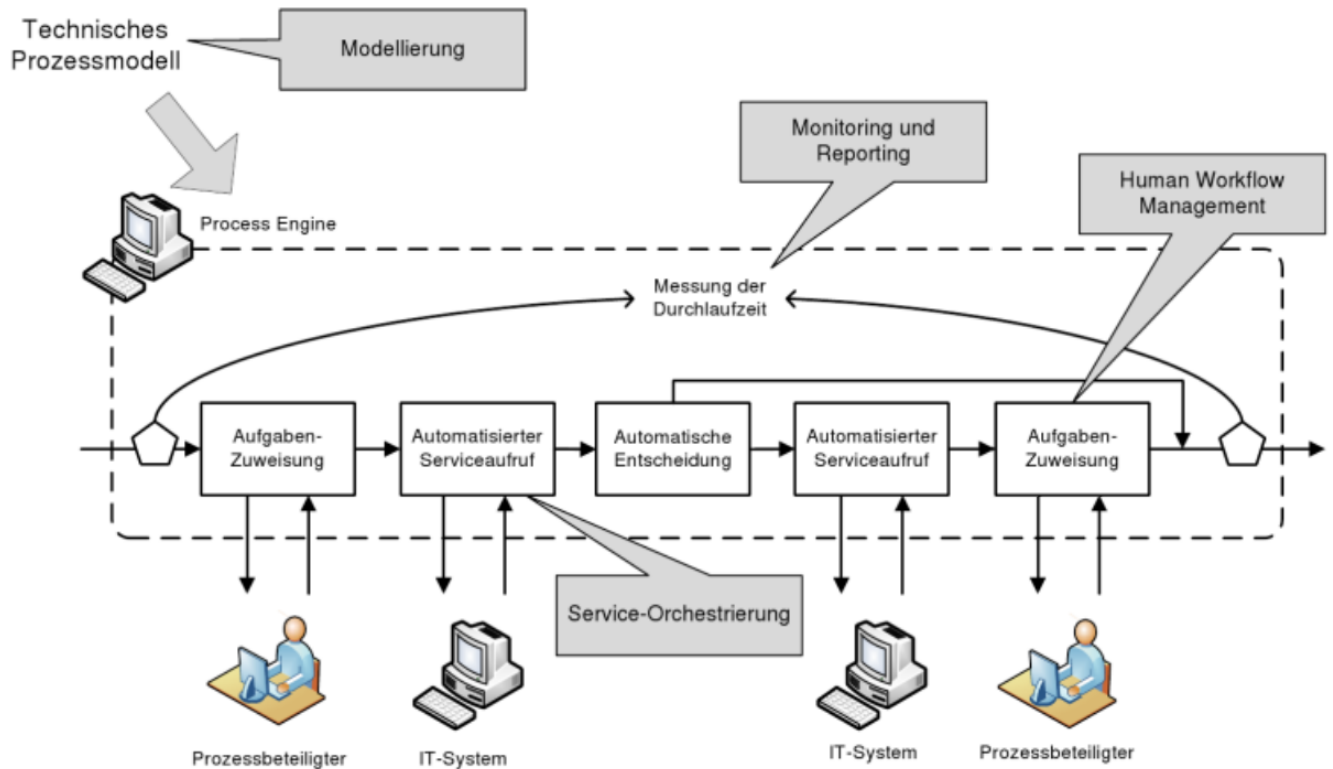 Technisches
Prozessmodell
Modellierung
Monitoring und
Reporting
Human Workflow
Management
Process Engine
Messung der
Durchlaufzeit
Aufgaben-
Zuweisung
Automatisierter
Serviceaufruf
Automatische
Entscheidung
Automatisierter
Serviceaufruf
Aufgaben-
Zuweisung
Service-Orchestrierung
Prozessbeteiligter
IT-System
IT-System
Prozessbeteiligter